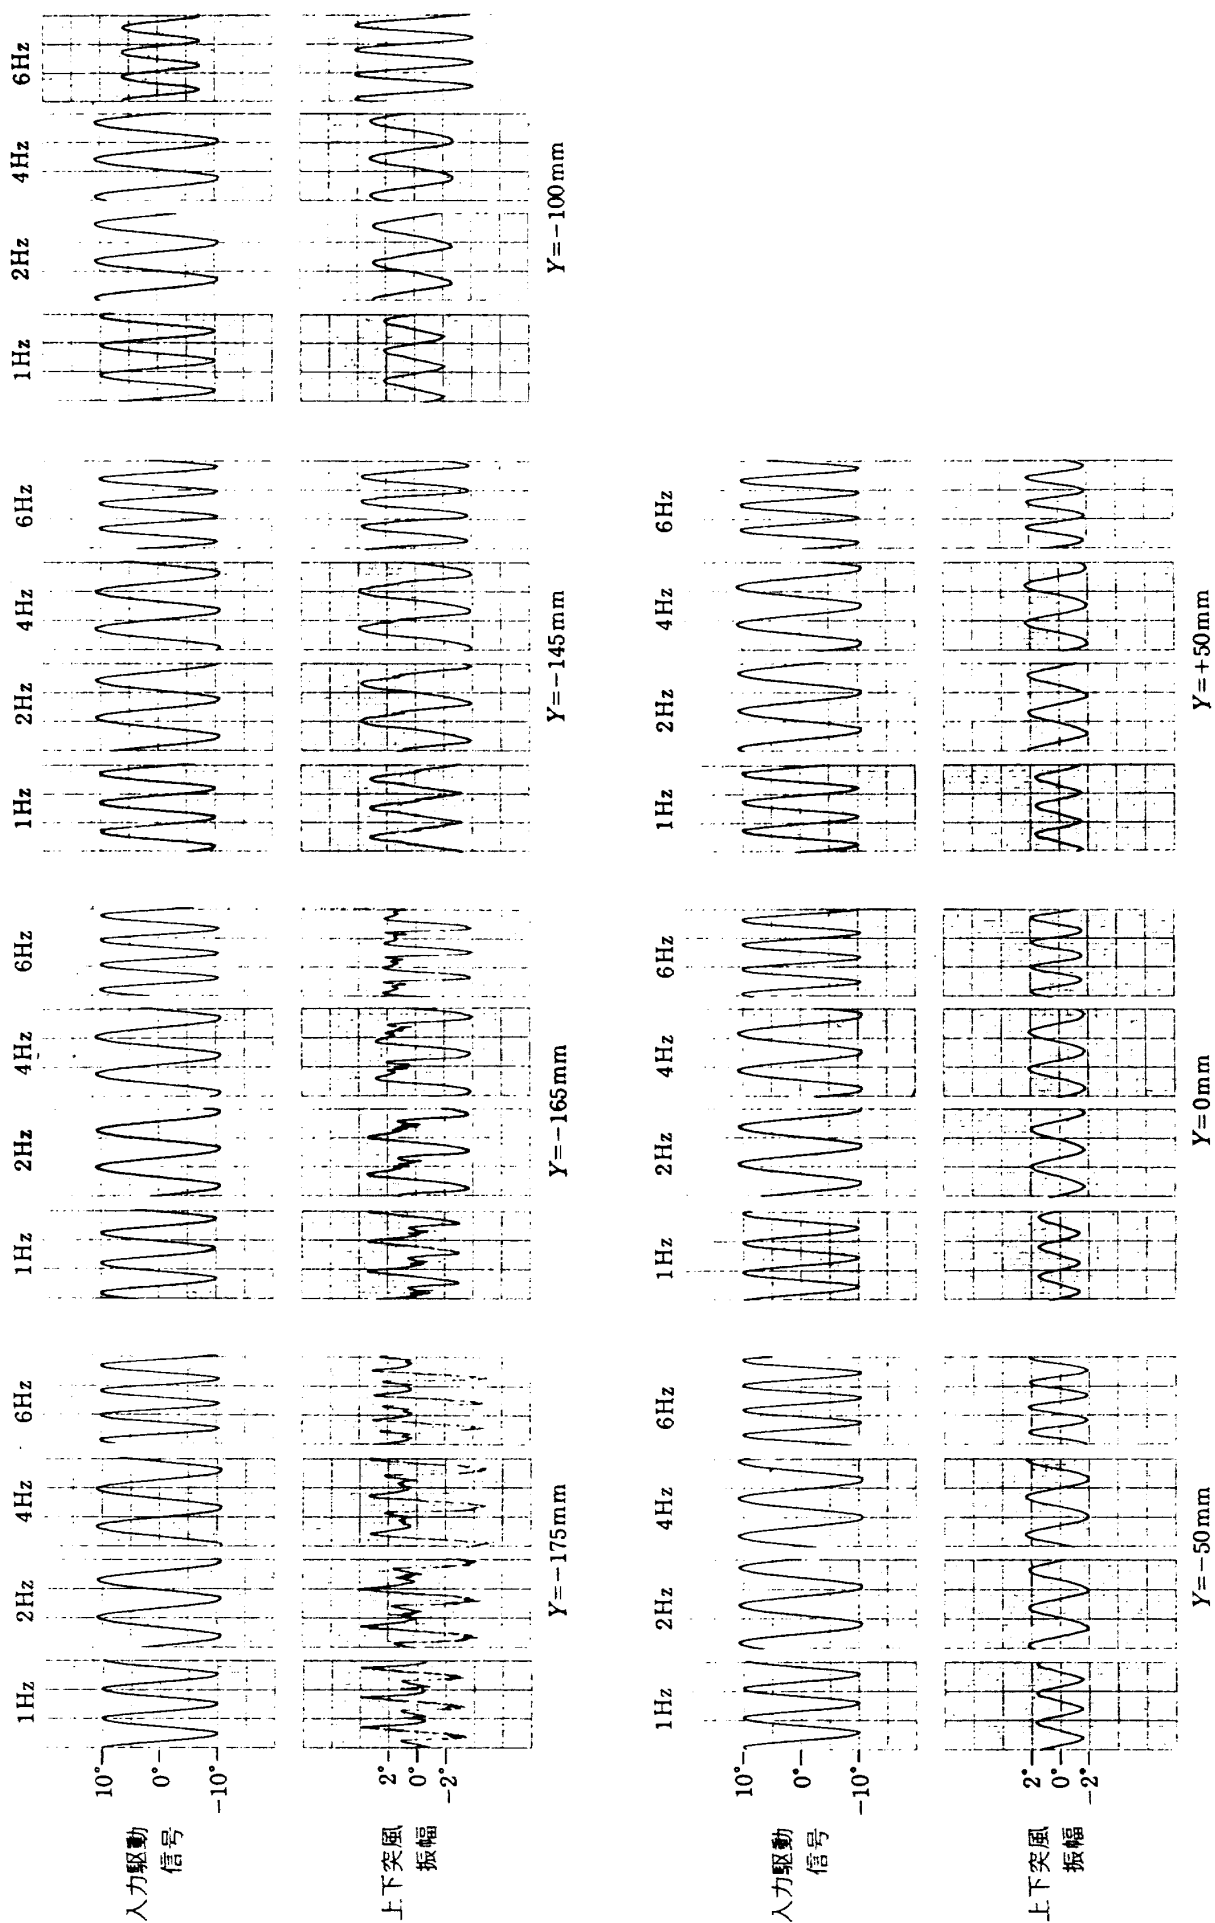 1Hz 2Hz 4Hz 6Hz 1Hz 2Hz 4Hz 6Hz 1Hz 2Hz 4Hz 6Hz 1Hz 2Hz 4Hz 6Hz
入力駆動
信号
10°
0°
-10°
上下突風
振幅
2°
0°
-2°
Y=-175mm Y=-165mm Y=-145mm Y=-100mm
1Hz 2Hz 4Hz 6Hz 1Hz 2Hz 4Hz 6Hz 1Hz 2Hz 4Hz 6Hz
入力駆動
信号
10°
0°
-10°
上下突風
振幅
2°
0°
-2°
Y=-50mm Y=0mm Y=+50mm